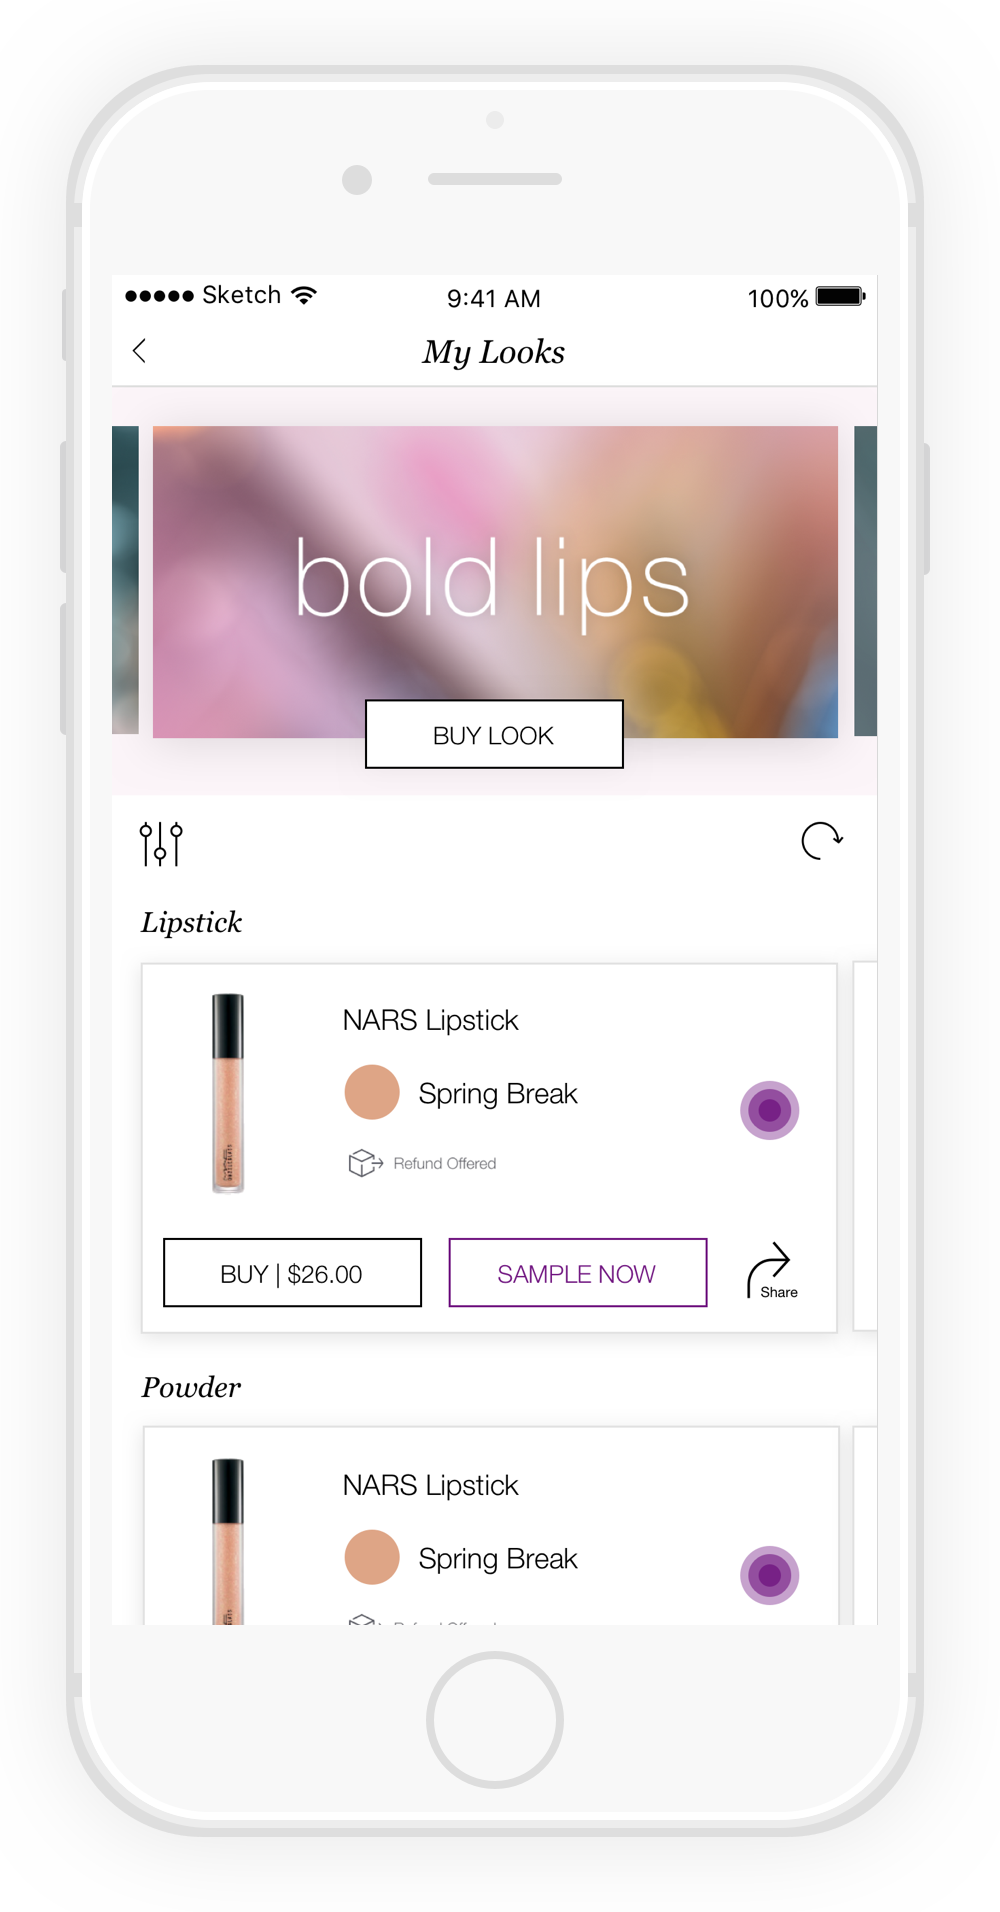 Sketch
9:41 AM
100%
My Looks
bold lips
BUY LOOK
Lipstick
NARS Lipstick
Spring Break
Refund Offered
BUY | $26.00
SAMPLE NOW
Share
Powder
NARS Lipstick
Spring Break